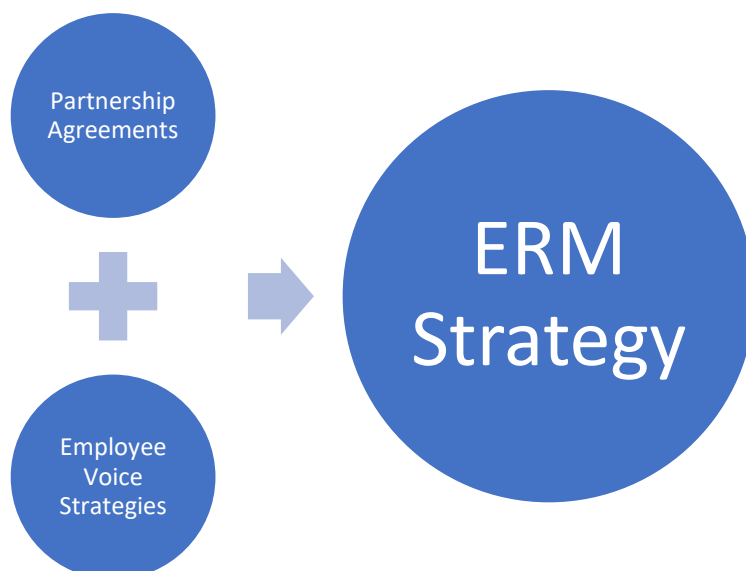 Partnership
Agreements
Employee
Voice
Strategies
ERM
Strategy